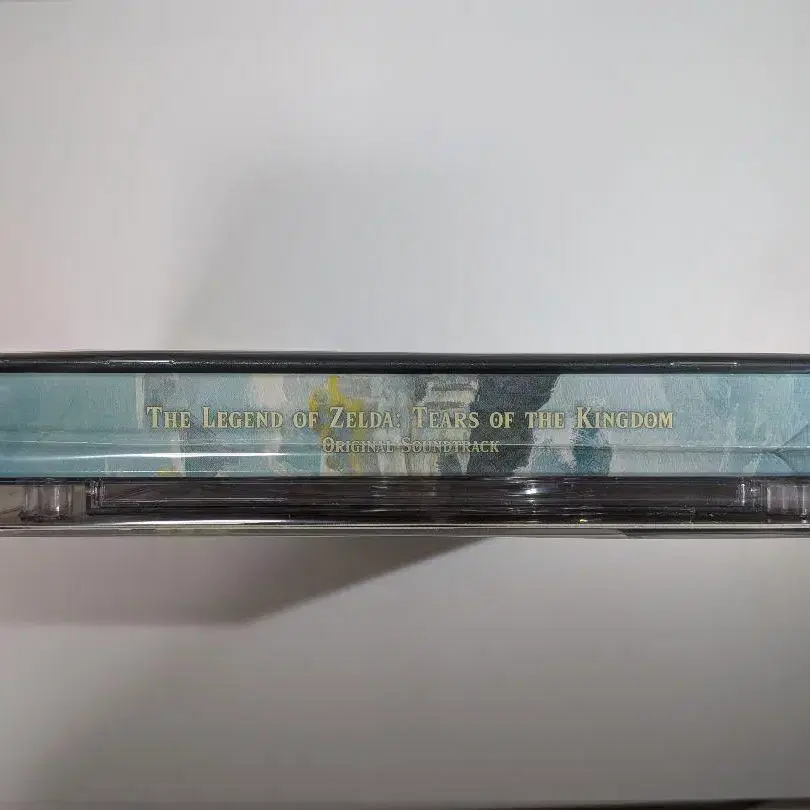 The Legend of Zelda: Tears of the Kingdom
Original Soundtrack